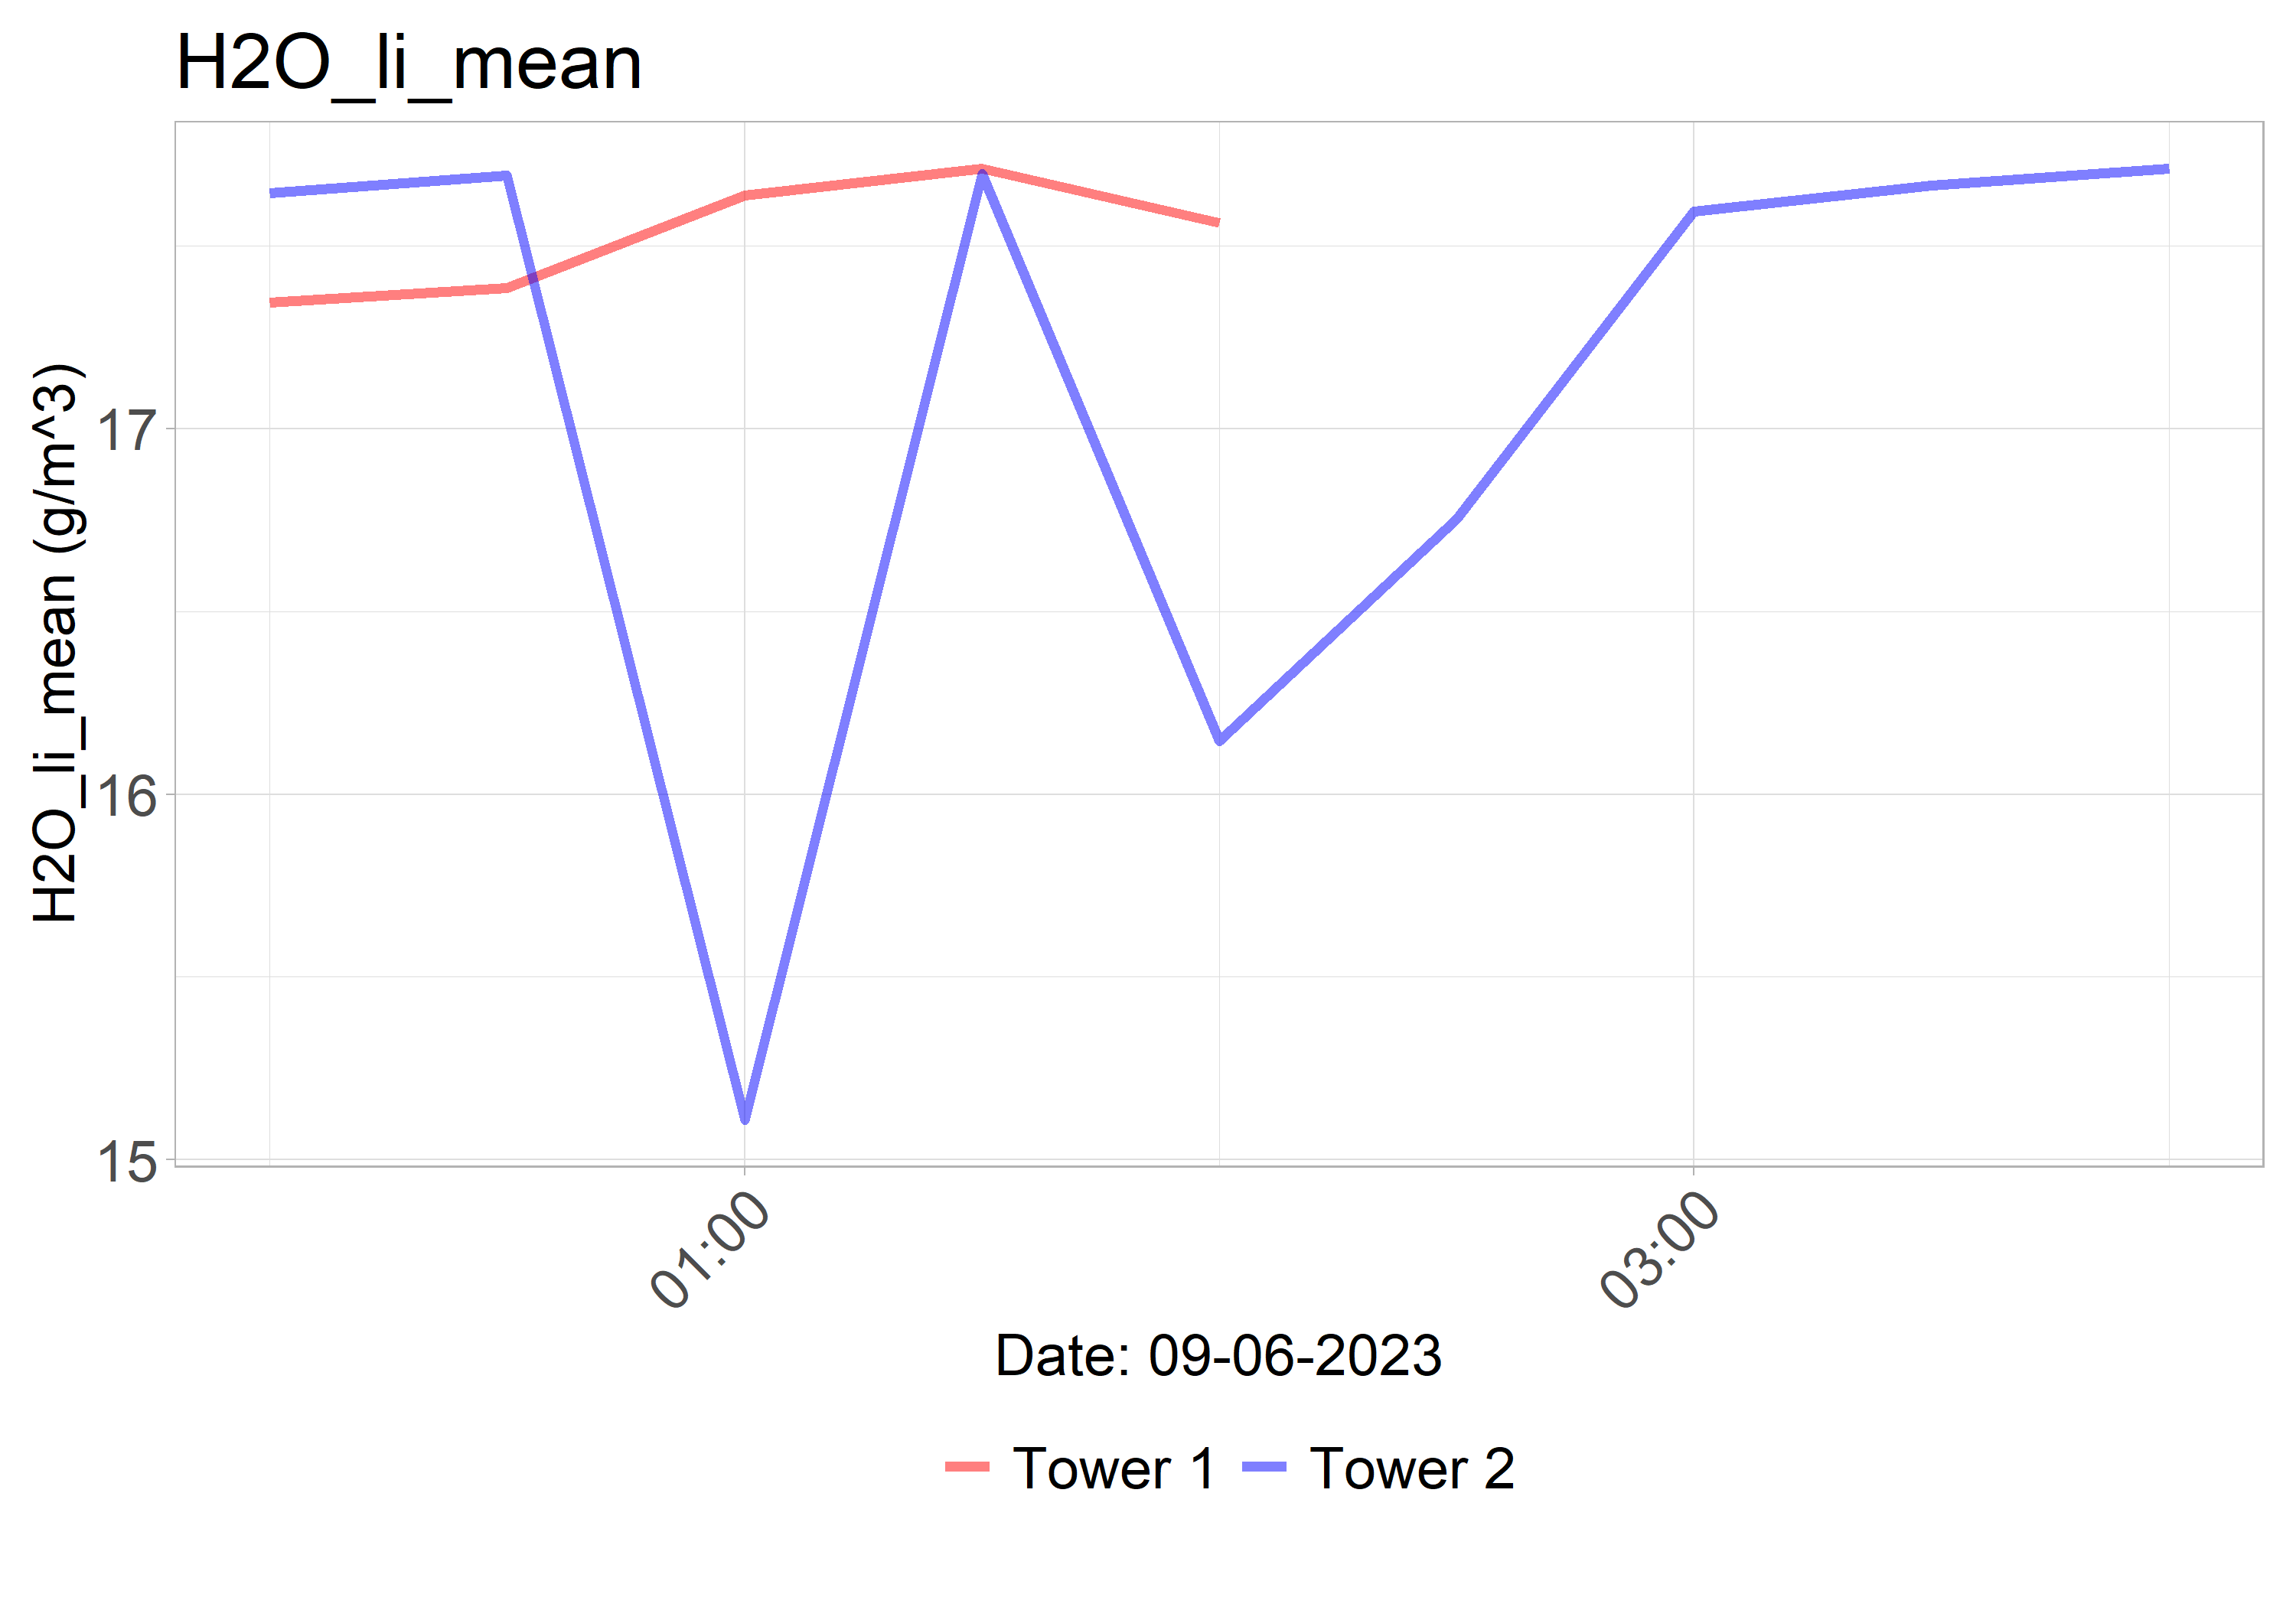 H2O_li_mean
H2O_li_mean (g/m^3)
17
16
15
01:00
03:00
Date: 09-06-2023
Tower 1
Tower 2